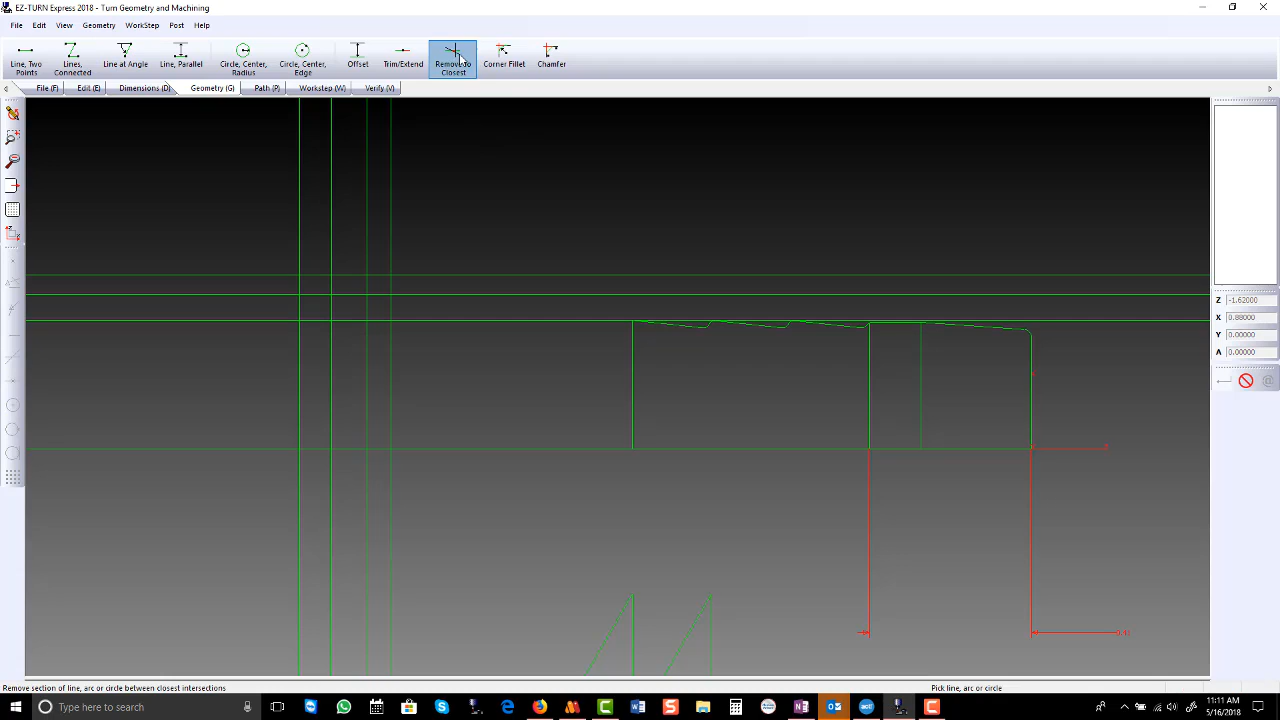 EZ-TURN Express 2018 - Turn Geometry and Machining
File Edit View Geometry WorkStep Post Help
Line, Two Points
Lines, Connected
Line at Angle
Line, Parallel
Circle, Center, Radius
Circle, Center, Edge
Offset
Trim/Extend
Remove to Closest
Corner Fillet
Chamfer
File (F) Edit (E) Dimensions (D) Geometry (G) Path (P) Workstep (W) Verify (V)
Z -1.62000
X 0.88000
Y 0.00000
A 0.00000
Remove section of line, arc or circle between closest intersections
Pick line, arc or circle
Type here to search
11:11 AM
5/16/2018